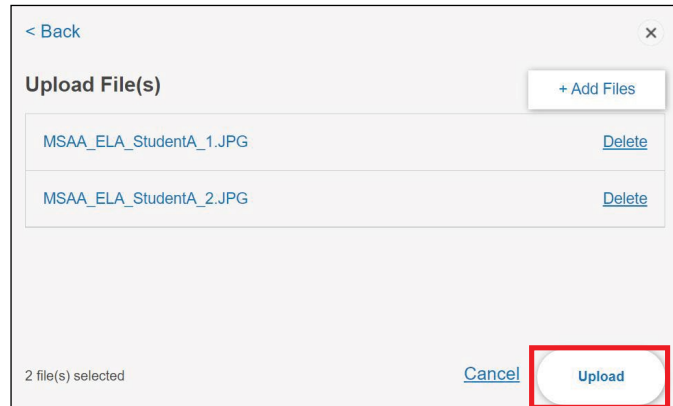 < Back
Upload File(s)
+ Add Files
MSAA_ELA_StudentA_1.JPG Delete
MSAA_ELA_StudentA_2.JPG Delete
2 file(s) selected Cancel Upload